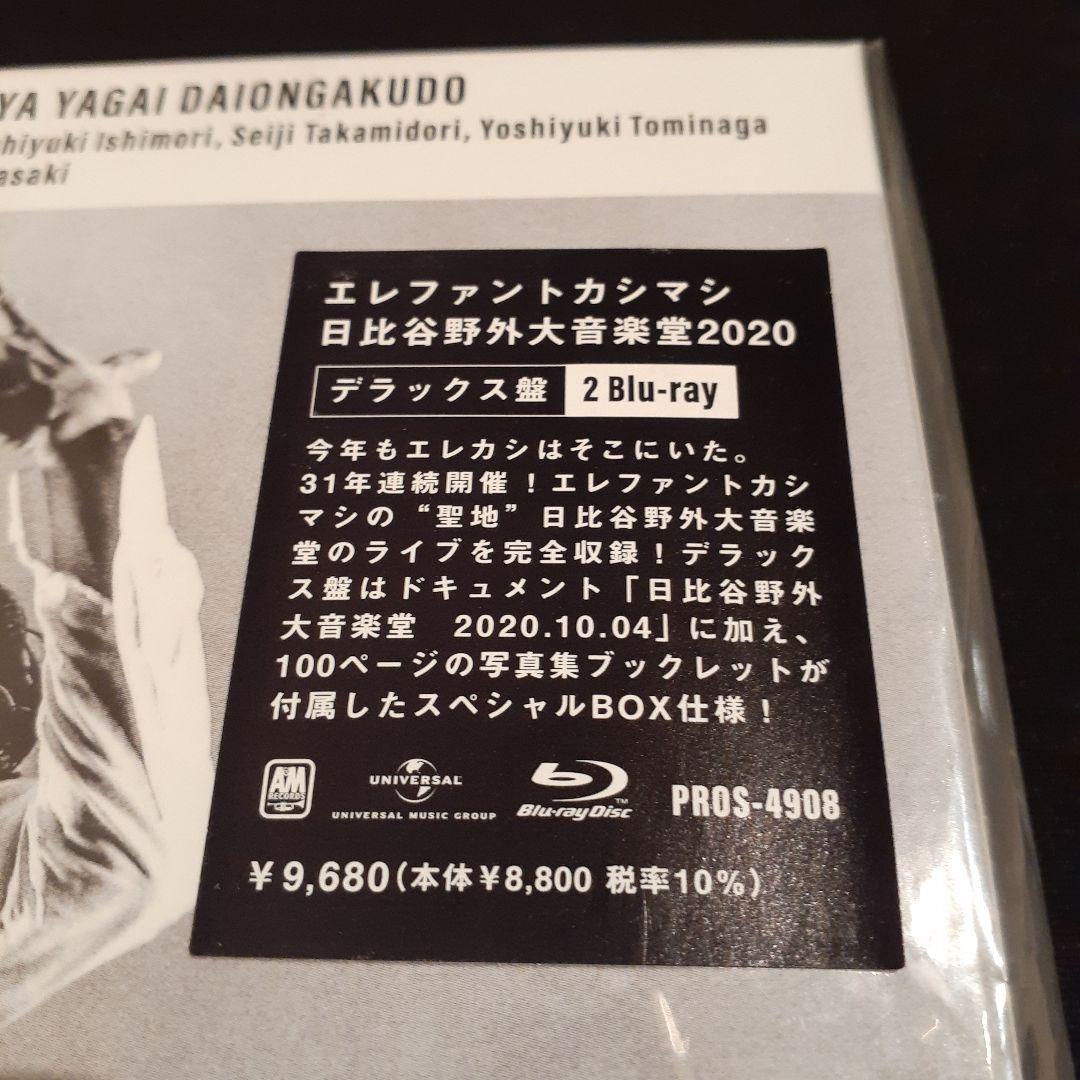 YA YAGAI DAIONGAKUDO
hiyuki Ishimori, Seiji Takamidori, Yoshiyuki Tominaga
asaki
エレファントカシマシ
日比谷野外大音楽堂2020
デラックス盤 2 Blu-ray
今年もエレカシはそこにいた。
31年連続開催！エレファントカシ
マシの“聖地”日比谷野外大音楽
堂のライブを完全収録！デラック
ス盤はドキュメント「日比谷野外
大音楽堂　2020.10.04」に加え、
100ページの写真集ブックレットが
付属したスペシャルBOX仕様！
A&M RECORDS UNIVERSAL UNIVERSAL MUSIC GROUP Blu-ray Disc TM PROS-4908
￥9,680(本体￥8,800 税率10%)